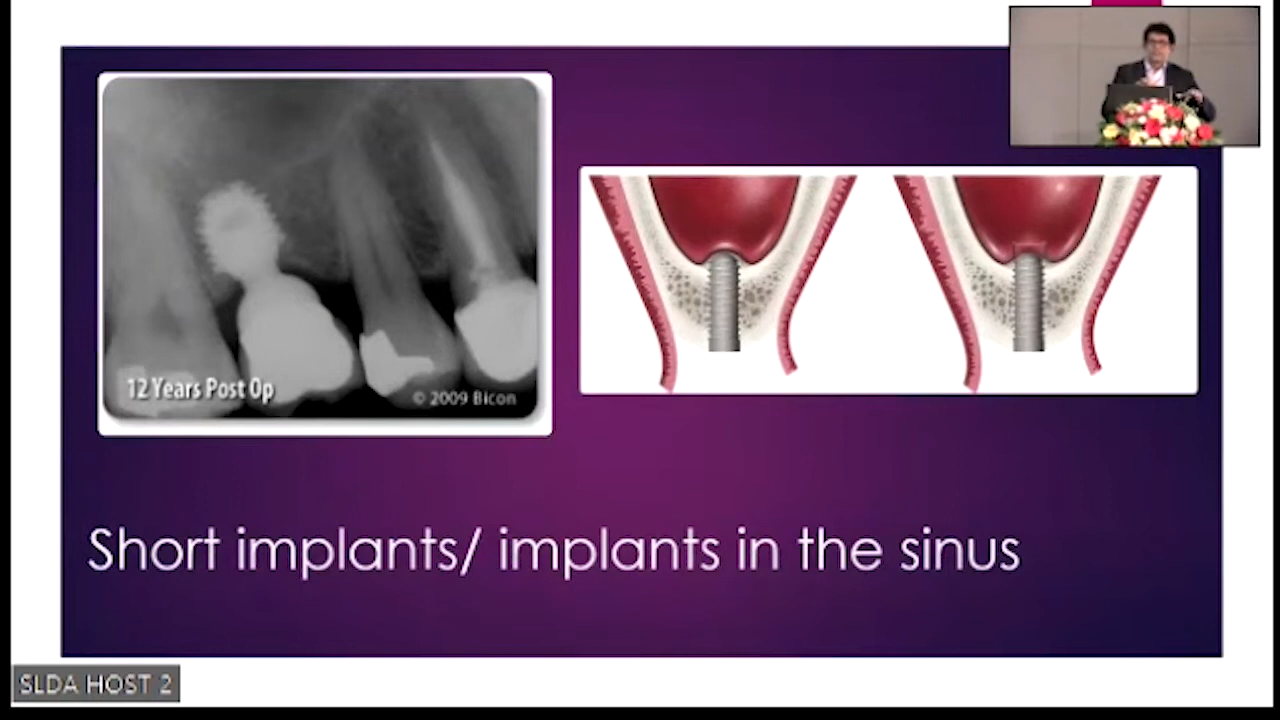 12 Years Post Op
© 2009 Bicon
Short implants/ implants in the sinus
SLDA HOST 2